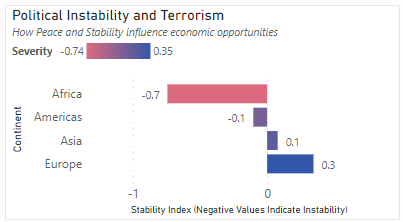 Political Instability and Terrorism
How Peace and Stability influence economic opportunities
Severity -0.74 0.35
Africa -0.7
Americas -0.1
Asia 0.1
Europe 0.3
Continent
-1 0
Stability Index (Negative Values Indicate Instability)